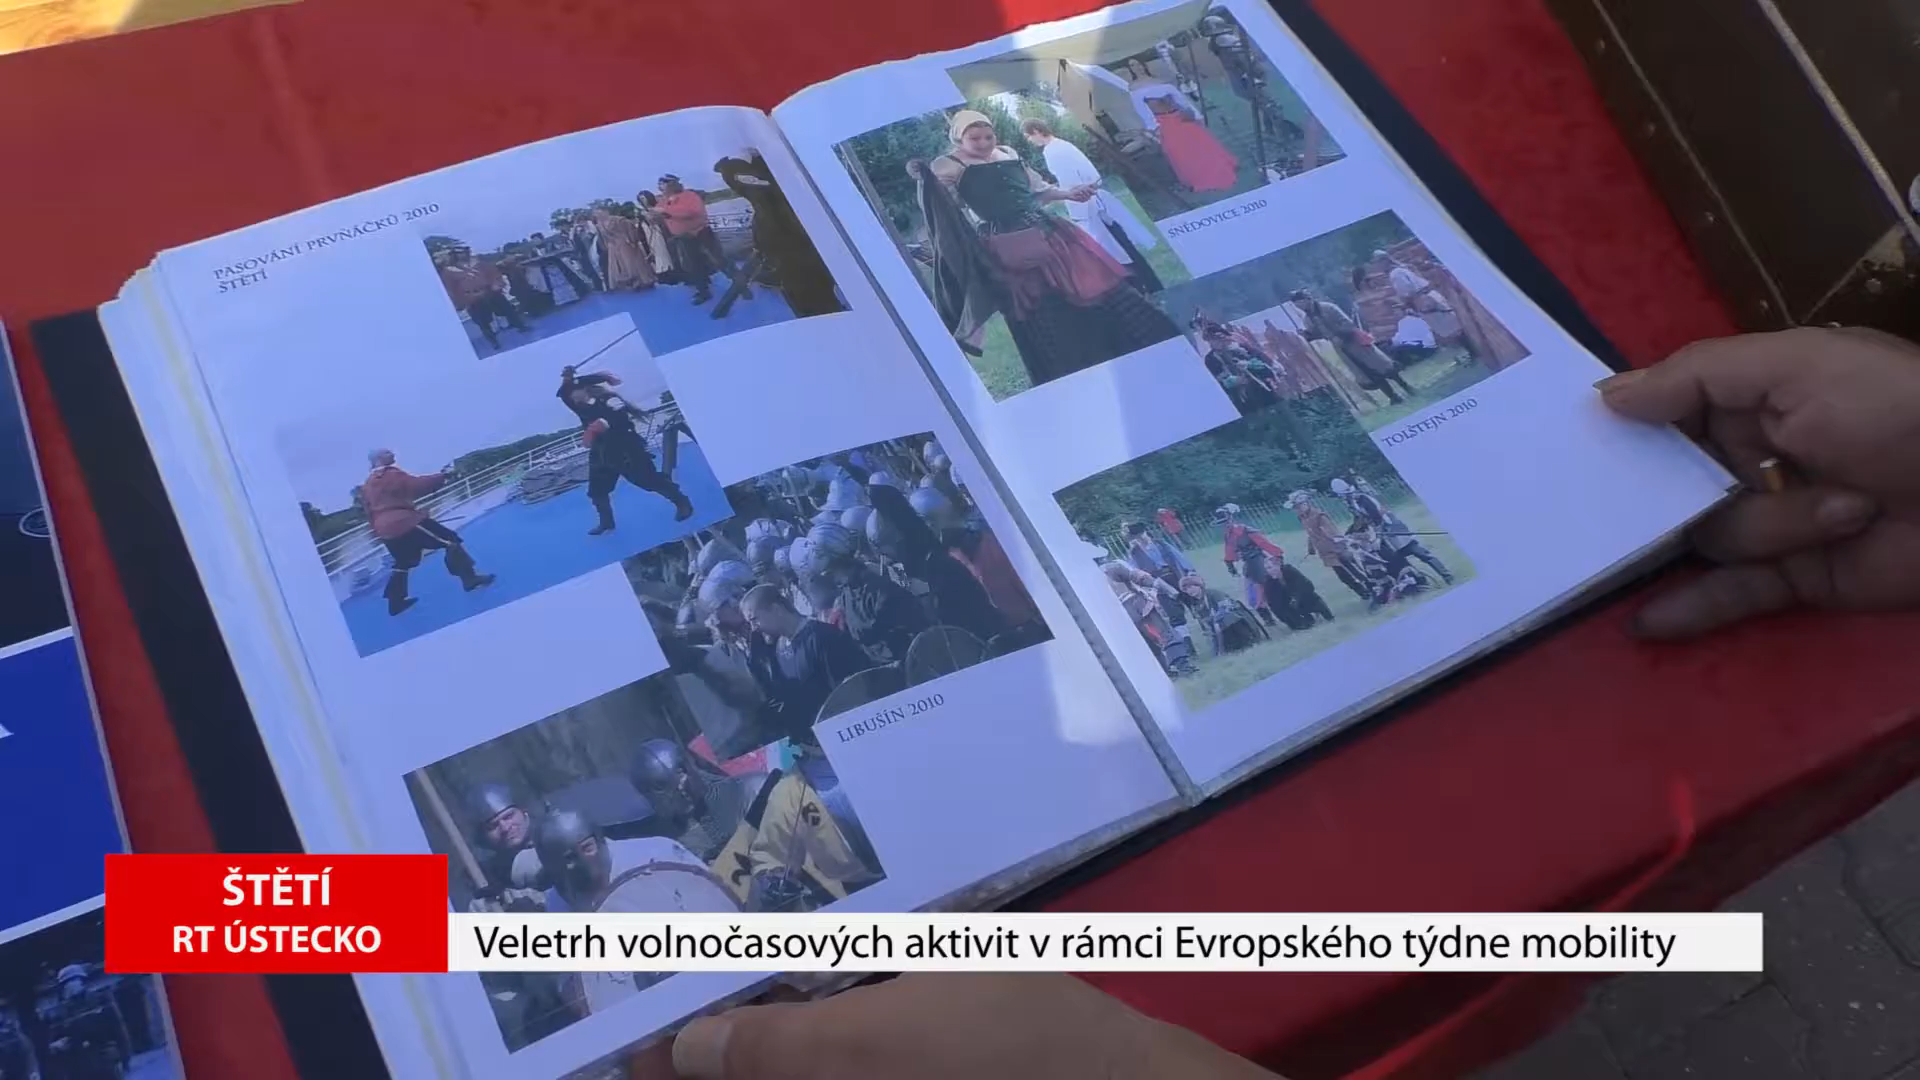 PASOVÁNÍ PRVŇÁČKŮ 2010
ŠTĚTÍ
SNĚDOVICE 2010
TOLŠTEJN 2010
LIBUŠÍN 2010
ŠTĚTÍ
RT ÚSTECKO
Veletrh volnočasových aktivit v rámci Evropského týdne mobility